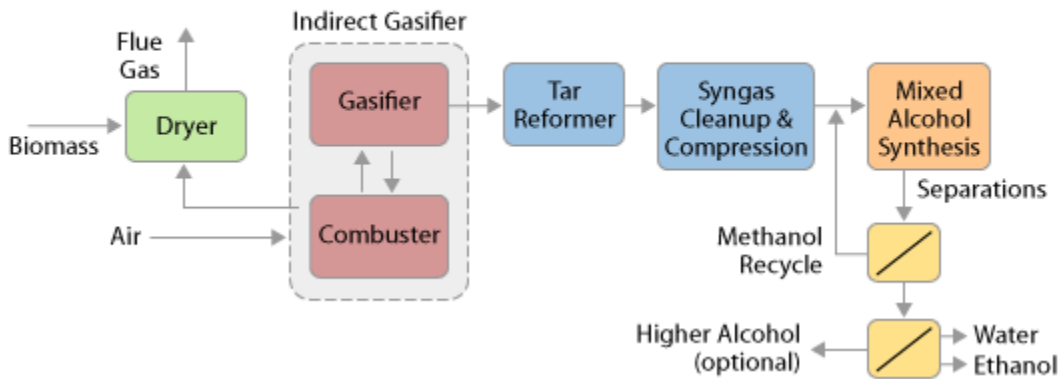 Indirect Gasifier
Flue
Gas
Biomass
Dryer
Air
Gasifier
Combuster
Tar
Reformer
Syngas
Cleanup &
Compression
Mixed
Alcohol
Synthesis
Separations
Methanol
Recycle
Higher Alcohol
(optional)
Water
Ethanol